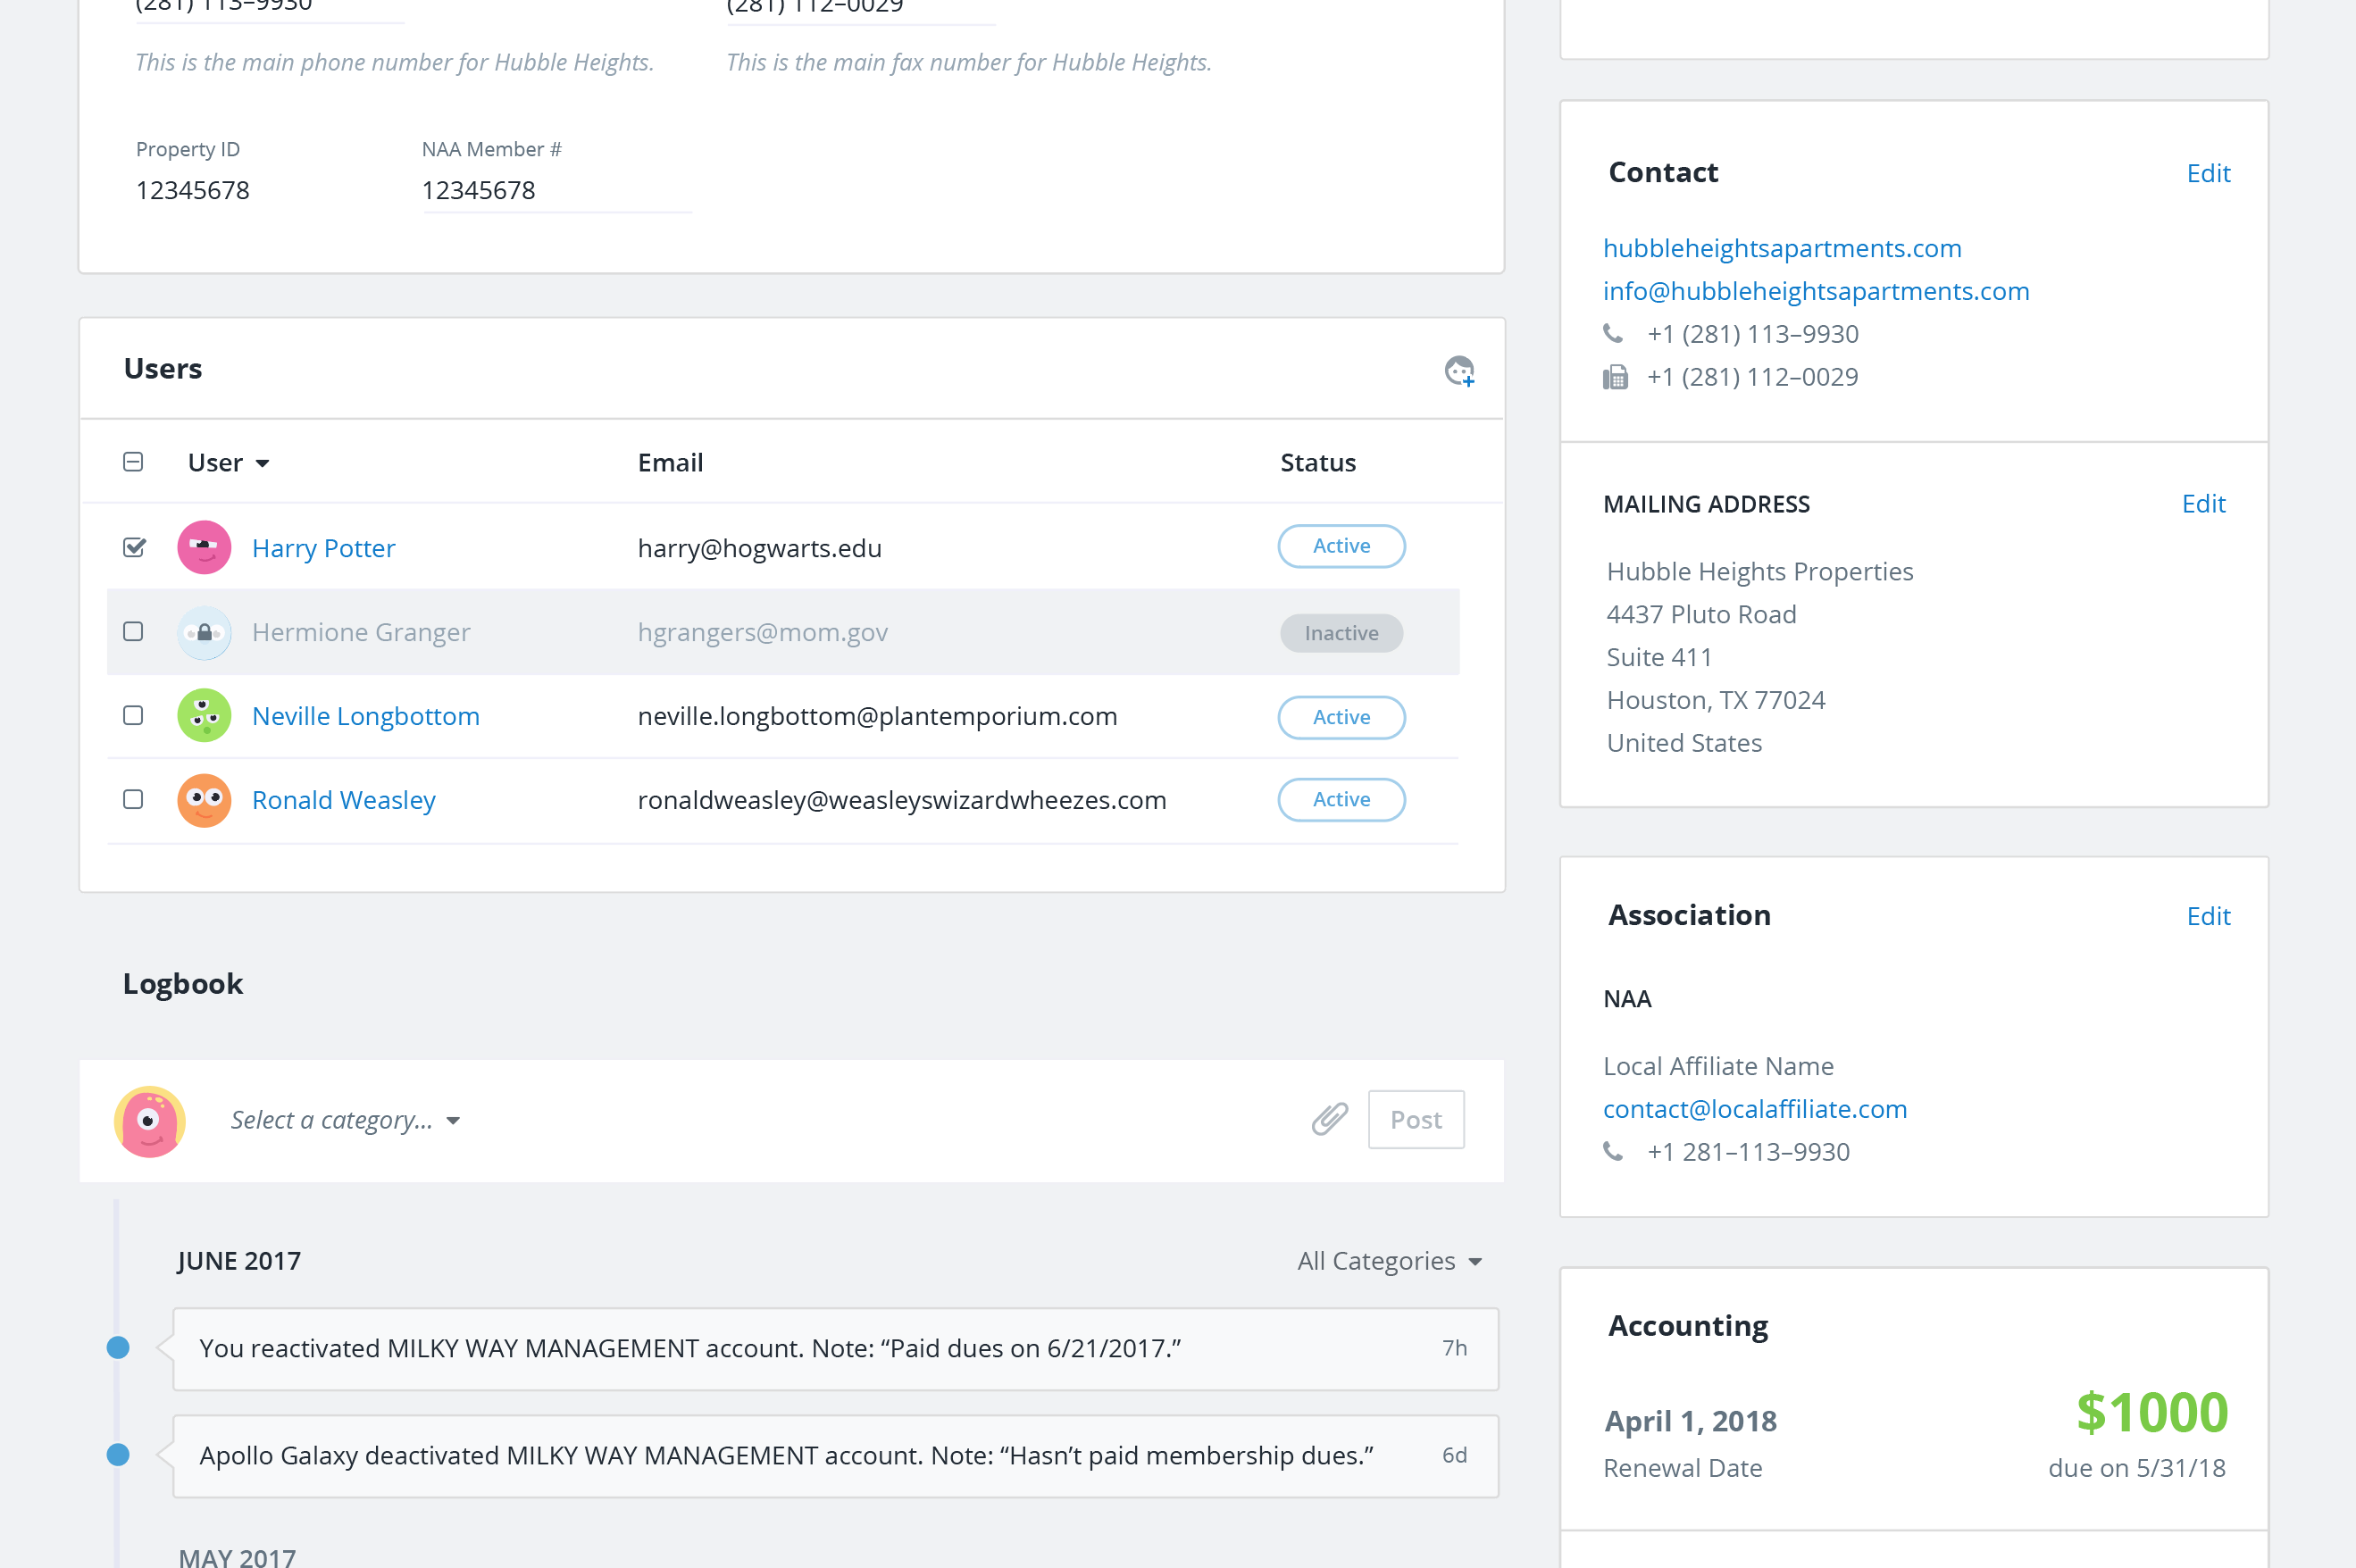 (281) 113–9930
(281) 112–0029
This is the main phone number for Hubble Heights.
This is the main fax number for Hubble Heights.
Property ID
NAA Member #
12345678
12345678
Users
User
Email
Status
Harry Potter
harry@hogwarts.edu
Active
Hermione Granger
hgrangers@mom.gov
Inactive
Neville Longbottom
neville.longbottom@plantemporium.com
Active
Ronald Weasley
ronaldweasley@weasleyswizardwheezes.com
Active
Logbook
Select a category...
Post
JUNE 2017
All Categories
You reactivated MILKY WAY MANAGEMENT account. Note: “Paid dues on 6/21/2017.”
7h
Apollo Galaxy deactivated MILKY WAY MANAGEMENT account. Note: “Hasn’t paid membership dues.”
6d
MAY 2017
Contact
Edit
hubbleheightsapartments.com
info@hubbleheightsapartments.com
+1 (281) 113–9930
+1 (281) 112–0029
MAILING ADDRESS
Edit
Hubble Heights Properties
4437 Pluto Road
Suite 411
Houston, TX 77024
United States
Association
Edit
NAA
Local Affiliate Name
contact@localaffiliate.com
+1 281–113–9930
Accounting
April 1, 2018
$1000
Renewal Date
due on 5/31/18